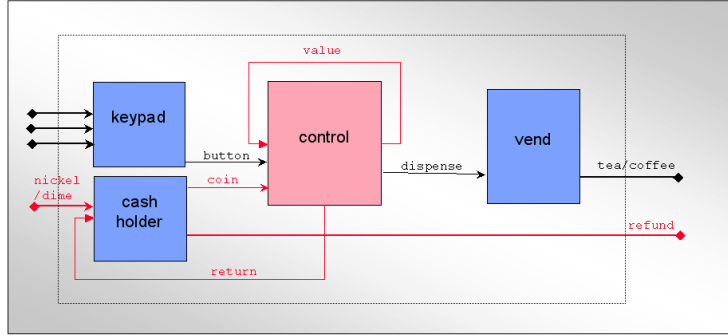 value
keypad
control
vend
button
dispense
tea/coffee
nickel
/dime
coin
cash
holder
refund
return